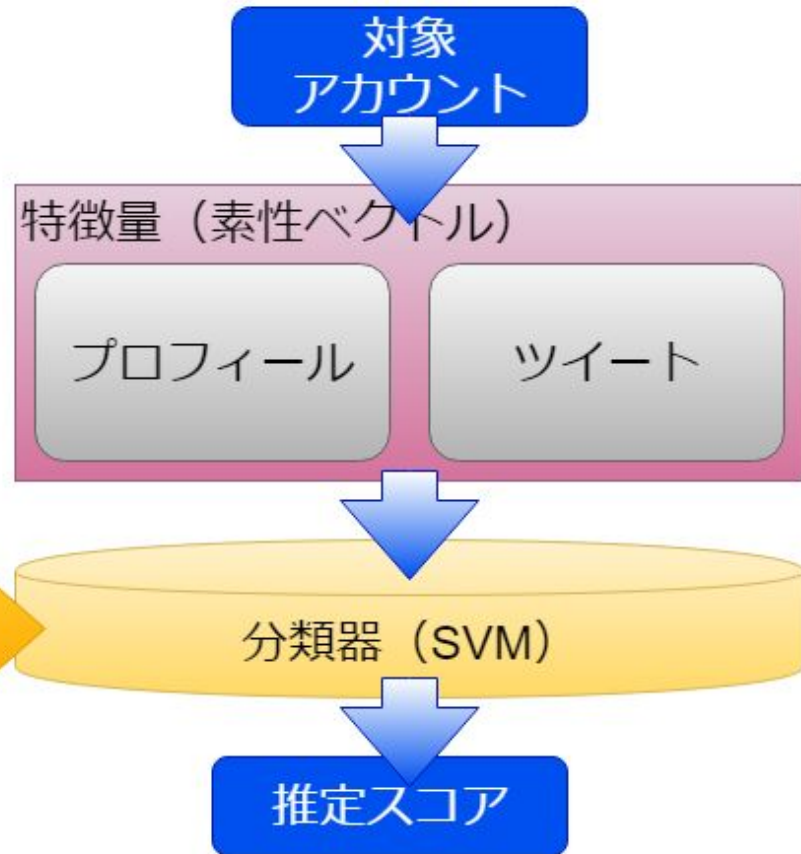 対象
アカウント
特徴量（素性ベクトル）
プロフィール
ツイート
分類器（SVM）
推定スコア